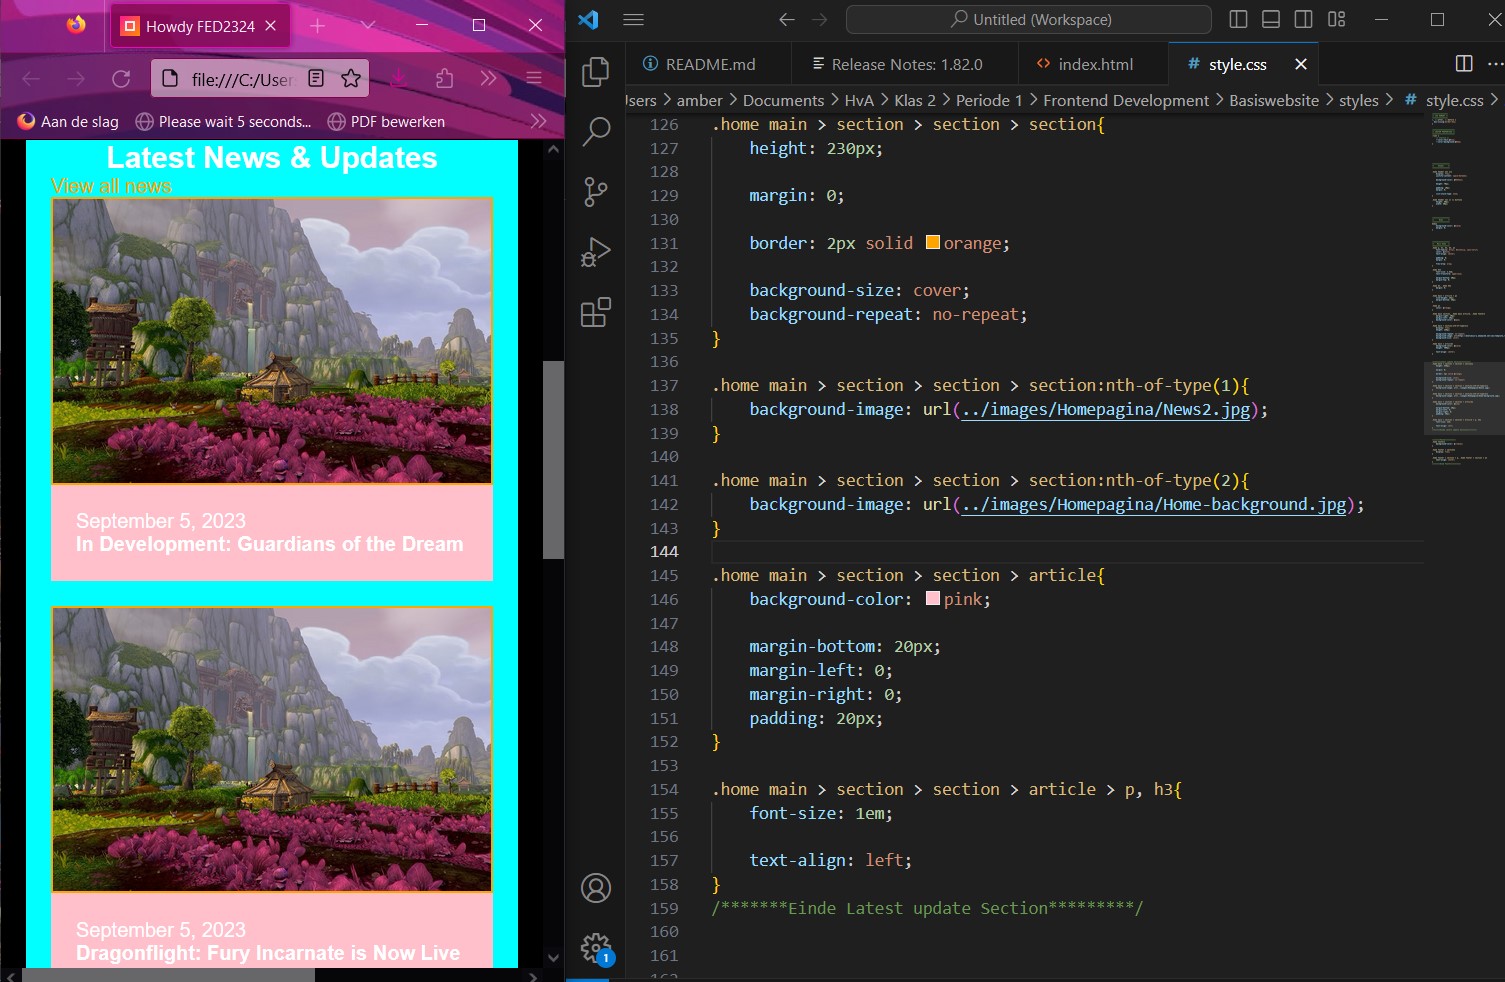 Howdy FED2324
file:///C:/User
Aan de slag
Please wait 5 seconds...
PDF bewerken
Latest News & Updates
View all news
September 5, 2023
In Development: Guardians of the Dream
September 5, 2023
Dragonflight: Fury Incarnate is Now Live
Untitled (Workspace)
README.md
Release Notes: 1.82.0
index.html
# style.css
Users > amber > Documents > HvA > Klas 2 > Periode 1 > Frontend Development > Basiswebsite > styles > # style.css >
126 .home main > section > section > section{
127 height: 230px;
128
129 margin: 0;
130
131 border: 2px solid orange;
132
133 background-size: cover;
134 background-repeat: no-repeat;
135 }
136
137 .home main > section > section > section:nth-of-type(1){
138 background-image: url(../images/Homepagina/News2.jpg);
139 }
140
141 .home main > section > section > section:nth-of-type(2){
142 background-image: url(../images/Homepagina/Home-background.jpg);
143 }
144
145 .home main > section > section > article{
146 background-color: pink;
147
148 margin-bottom: 20px;
149 margin-left: 0;
150 margin-right: 0;
151 padding: 20px;
152 }
153
154 .home main > section > section > article > p, h3{
155 font-size: 1em;
156
157 text-align: left;
158 }
159 /*******Einde Latest update Section*********/
160
161
162
1